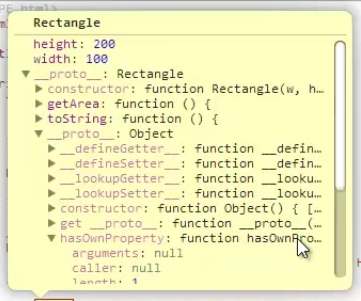 Rectangle
height: 200
width: 100
▼ __proto__: Rectangle
▶ constructor: function Rectangle(w, h…
▶ getArea: function () {
▶ toString: function () {
▼ __proto__: Object
▶ __defineGetter__: function __defin…
▶ __defineSetter__: function __defin…
▶ __lookupGetter__: function __looku…
▶ __lookupSetter__: function __looku…
▶ constructor: function Object() { […
▶ get __proto__: function __proto__(…
▼ hasOwnProperty: function hasOwnPro…
arguments: null
caller: null
length: 1